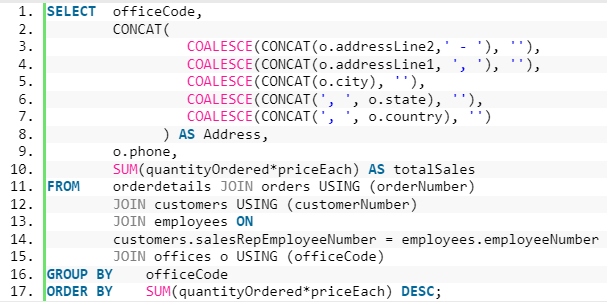 1. SELECT officeCode,
2. CONCAT(
3. COALESCE(CONCAT(o.addressLine2,' - '), ''),
4. COALESCE(CONCAT(o.addressLine1, ', '), ''),
5. COALESCE(CONCAT(o.city), ''),
6. COALESCE(CONCAT(', ', o.state), ''),
7. COALESCE(CONCAT(', ', o.country), '')
8. ) AS Address,
9. o.phone,
10. SUM(quantityOrdered*priceEach) AS totalSales
11. FROM orderdetails JOIN orders USING (orderNumber)
12. JOIN customers USING (customerNumber)
13. JOIN employees ON
14. customers.salesRepEmployeeNumber = employees.employeeNumber
15. JOIN offices o USING (officeCode)
16. GROUP BY officeCode
17. ORDER BY SUM(quantityOrdered*priceEach) DESC;